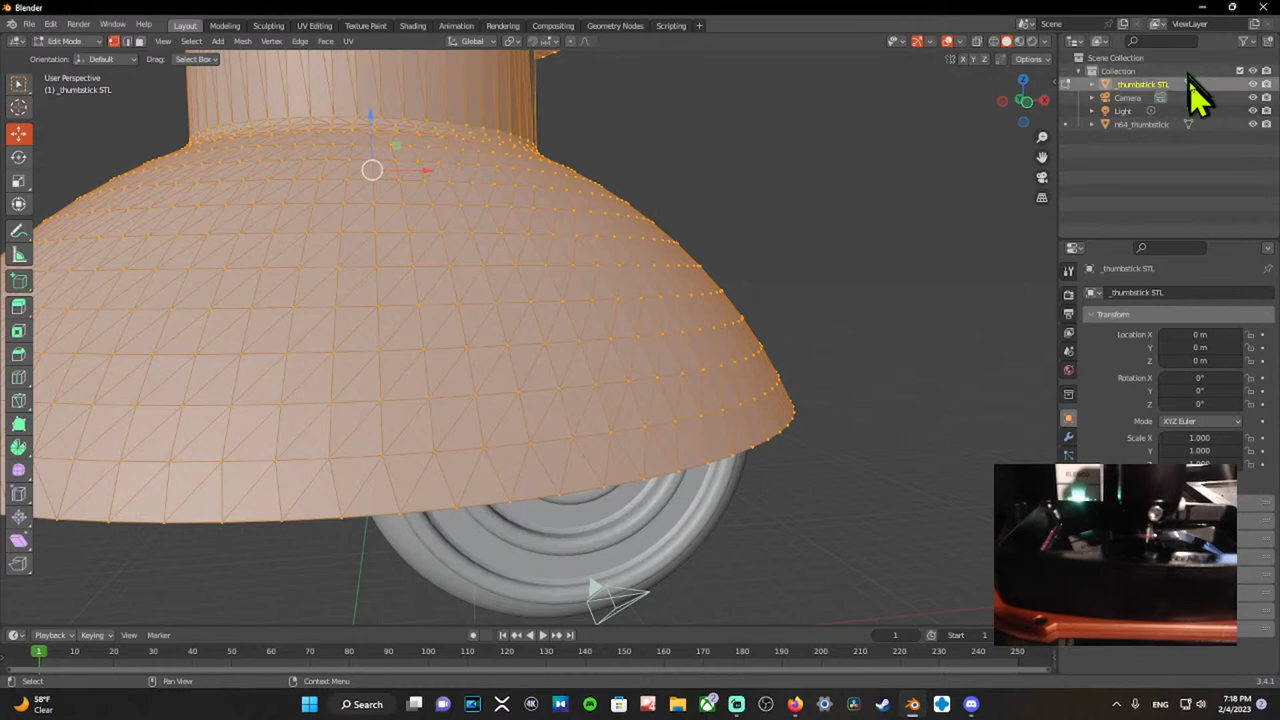 Blender
File Edit Render Window Help Layout Modeling Sculpting UV Editing Texture Paint Shading Animation Rendering Compositing Geometry Nodes Scripting + Scene ViewLayer
Edit Mode View Select Add Mesh Vertex Edge Face UV Global
Orientation: Default Drag: Select Box X Y Z Options
User Perspective
(1) _thumbstick STL
Scene Collection
Collection
_thumbstick STL
Camera
Light
n64_thumbstick
_thumbstick STL
_thumbstick STL
Transform
Location X 0 m
Y 0 m
Z 0 m
Rotation X 0°
Y 0°
Z 0°
Mode XYZ Euler
Scale X 1.000
Y 1.000
Playback Keying View Marker 1 Start 1
1 10 20 30 40 50 60 70 80 90 100 110 120 130 140 150 160 170 180 190 200 210 220 230 240 250
Select Pan View Context Menu 3.4.1
58°F
Clear
Search
ENG
7:18 PM
2/4/2023